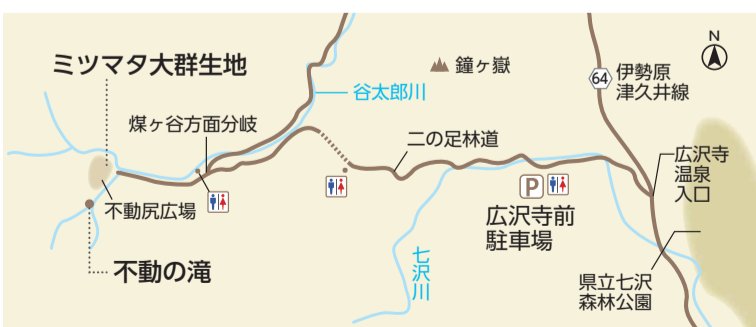 ミツマタ大群生地
煤ヶ谷方面分岐
谷太郎川
鐘ヶ嶽
N
64
伊勢原
津久井線
二の足林道
広沢寺
温泉
入口
P
広沢寺前
駐車場
不動尻広場
不動の滝
七沢川
県立七沢
森林公園